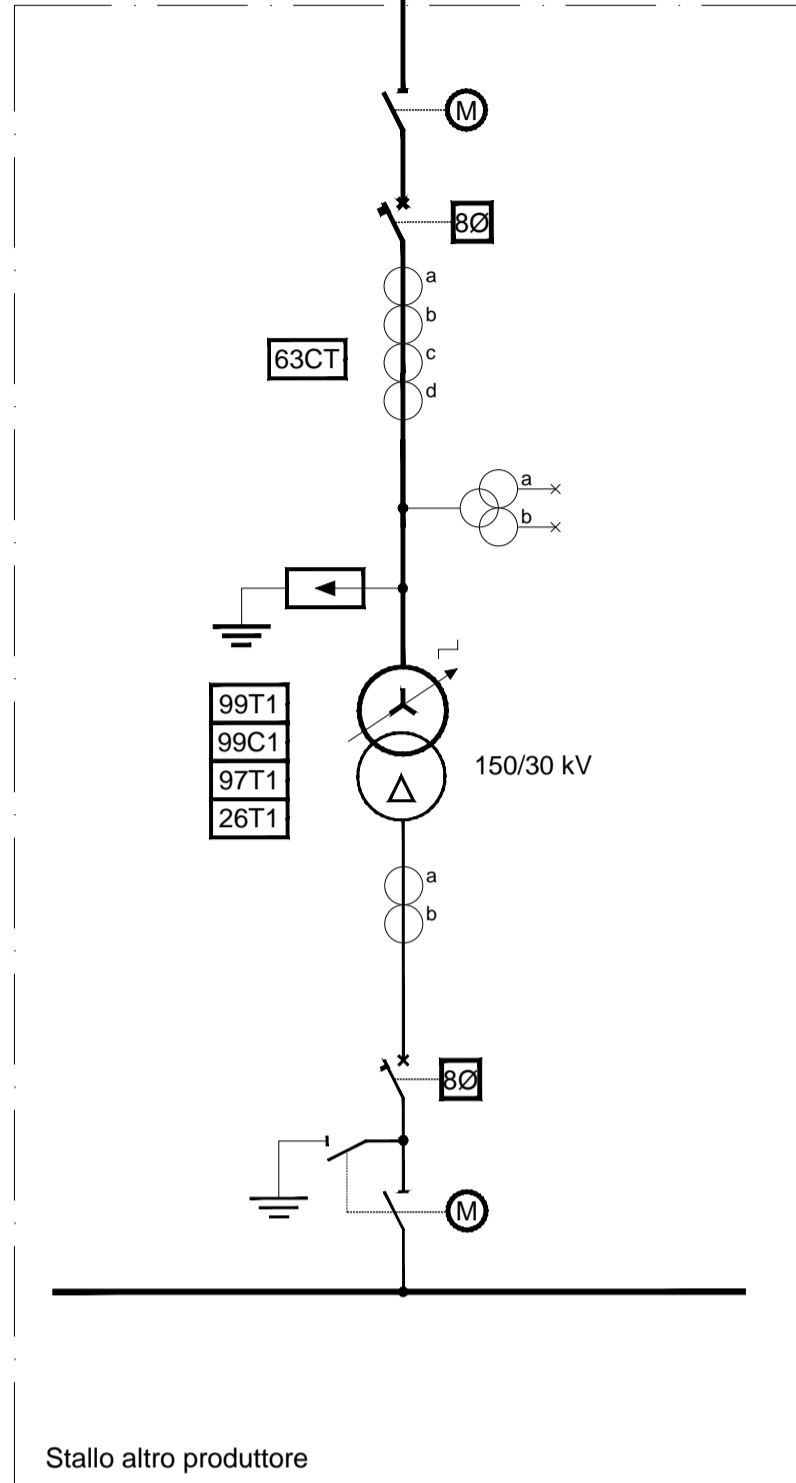 M
8Ø
a
b
c
d
63CT
a
b
99T1
99C1
97T1
26T1
150/30 kV
a
b
8Ø
M
Stallo altro produttore